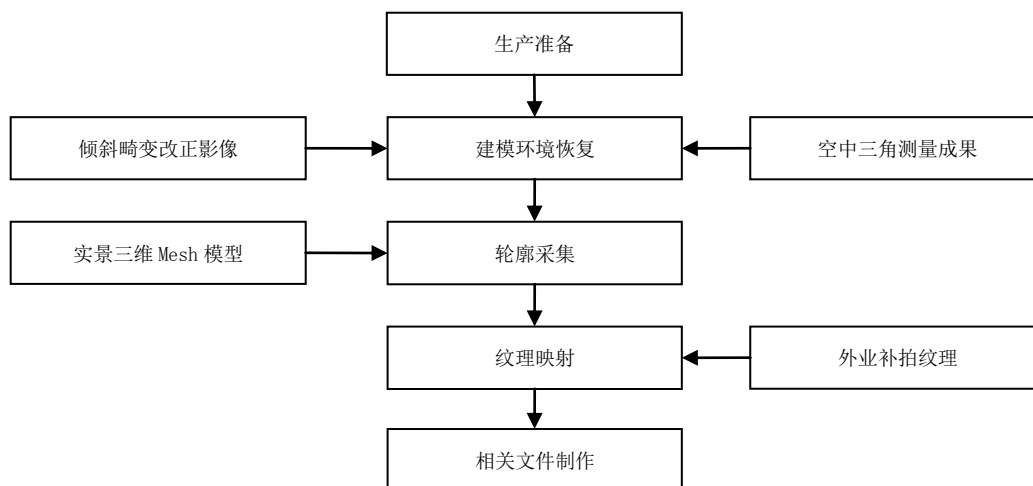 生产准备
倾斜畸变改正影像
建模环境恢复
空中三角测量成果
实景三维 Mesh 模型
轮廓采集
纹理映射
外业补拍纹理
相关文件制作